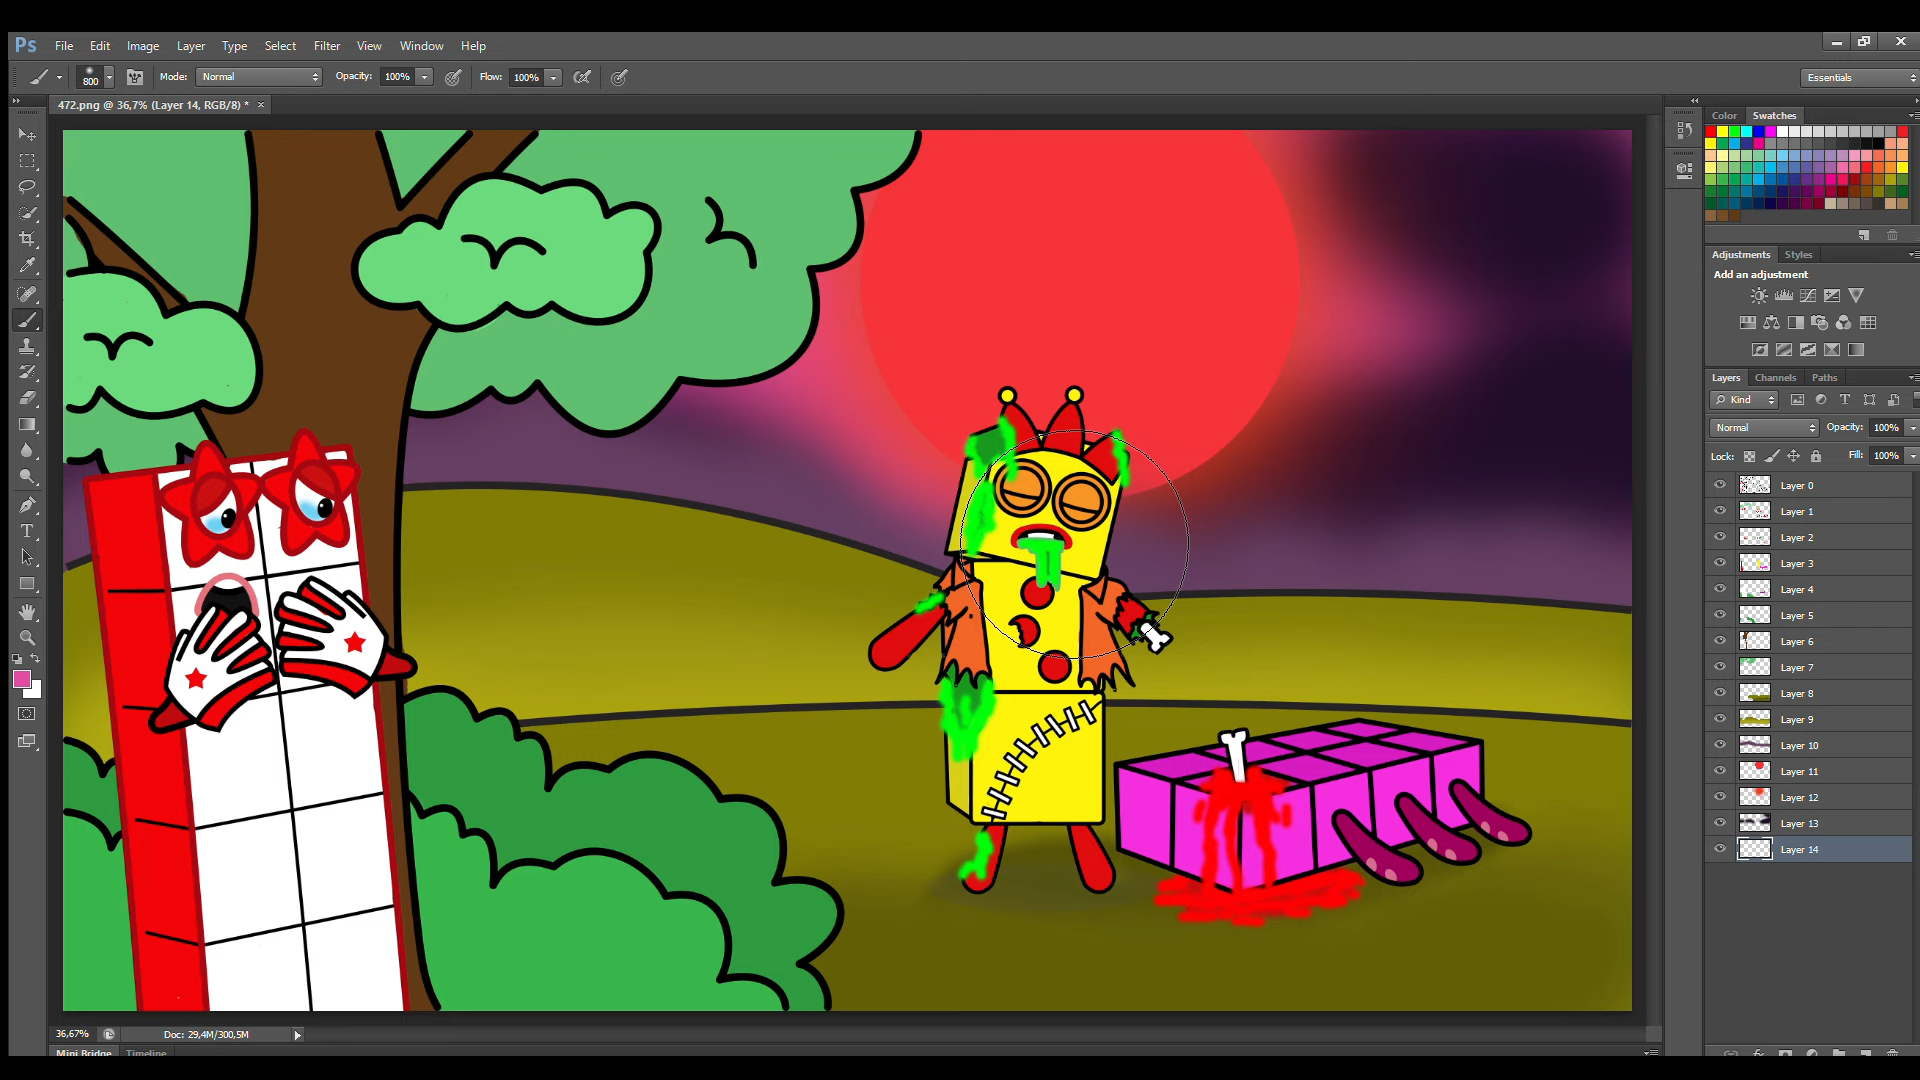 Ps File Edit Image Layer Type Select Filter View Window Help
800 Mode: Normal Opacity: 100% Flow: 100% Essentials
472.png @ 36,7% (Layer 14, RGB/8) *
Color Swatches
Adjustments Styles
Add an adjustment
Layers Channels Paths
Kind
Normal Opacity: 100%
Lock: Fill: 100%
Layer 0
Layer 1
Layer 2
Layer 3
Layer 4
Layer 5
Layer 6
Layer 7
Layer 8
Layer 9
Layer 10
Layer 11
Layer 12
Layer 13
Layer 14
36,67% Doc: 29,4M/300,5M
Mini Bridge Timeline